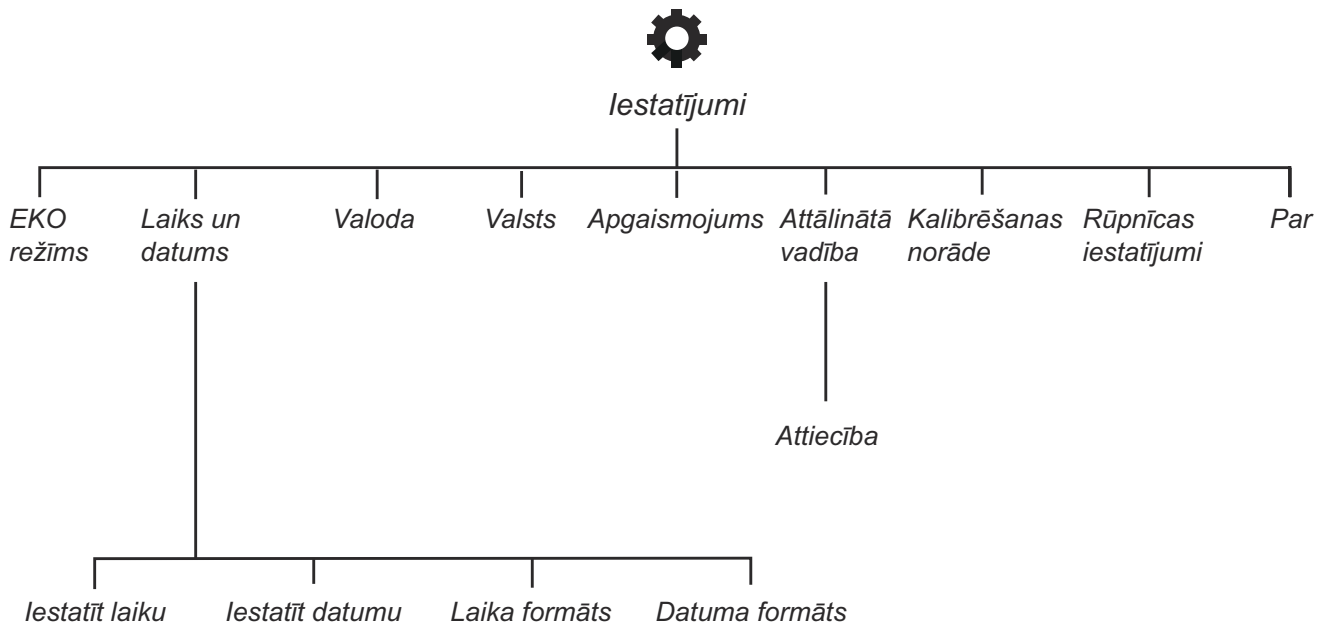 Iestatījumi
EKO
režīms
Laiks un
datums
Valoda
Valsts
Apgaismojums
Attālinātā
vadība
Kalibrēšanas
norāde
Rūpnīcas
iestatījumi
Par
Attiecība
Iestatīt laiku
Iestatīt datumu
Laika formāts
Datuma formāts